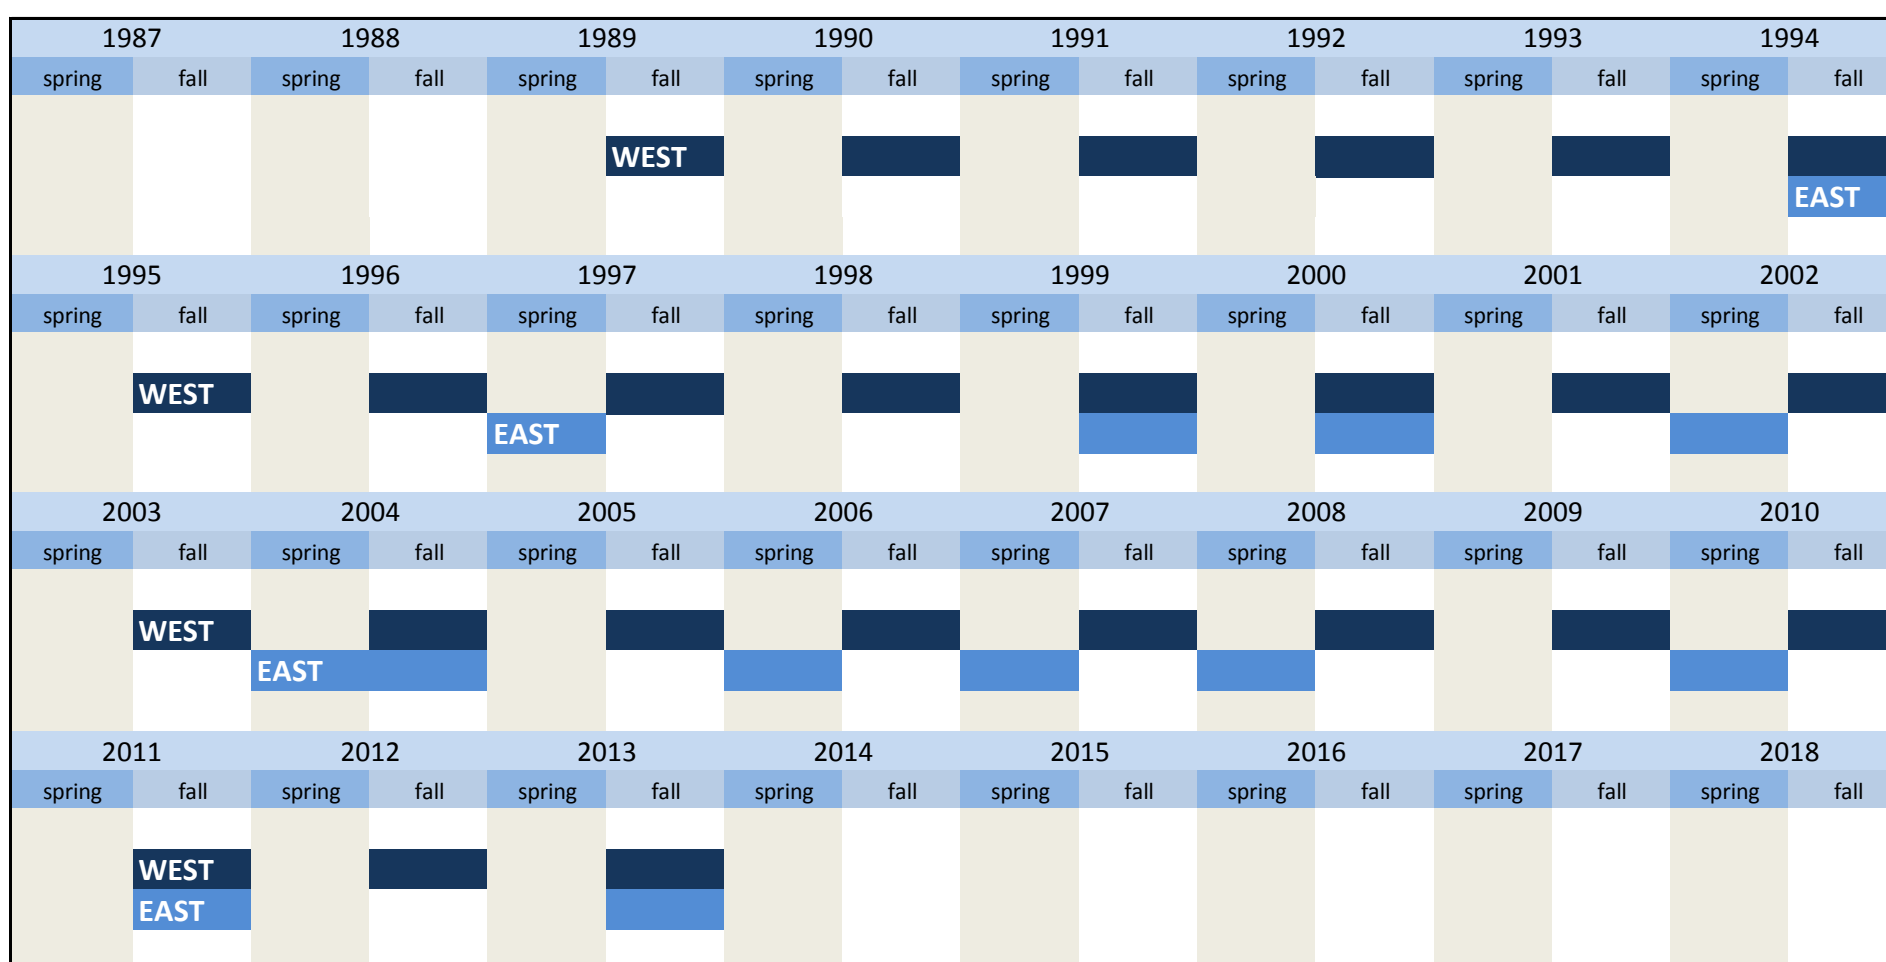 1987 1988 1989 1990 1991 1992 1993 1994
spring fall spring fall spring fall spring fall spring fall spring fall spring fall spring fall
WEST
EAST
1995 1996 1997 1998 1999 2000 2001 2002
spring fall spring fall spring fall spring fall spring fall spring fall spring fall spring fall
WEST
EAST
2003 2004 2005 2006 2007 2008 2009 2010
spring fall spring fall spring fall spring fall spring fall spring fall spring fall spring fall
WEST
EAST
2011 2012 2013 2014 2015 2016 2017 2018
spring fall spring fall spring fall spring fall spring fall spring fall spring fall spring fall
WEST
EAST